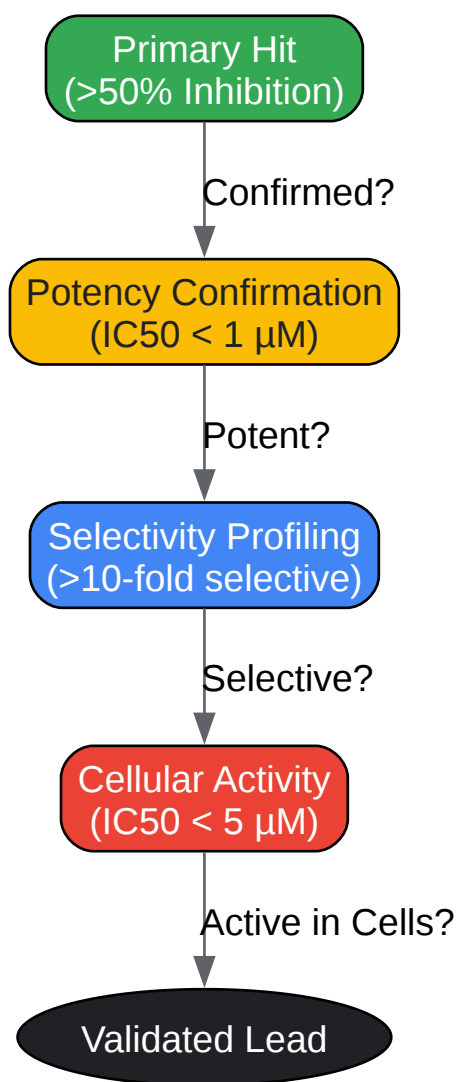 Primary Hit
(>50% Inhibition)
Confirmed?
Potency Confirmation
(IC50 < 1 µM)
Potent?
Selectivity Profiling
(>10-fold selective)
Selective?
Cellular Activity
(IC50 < 5 µM)
Active in Cells?
Validated Lead